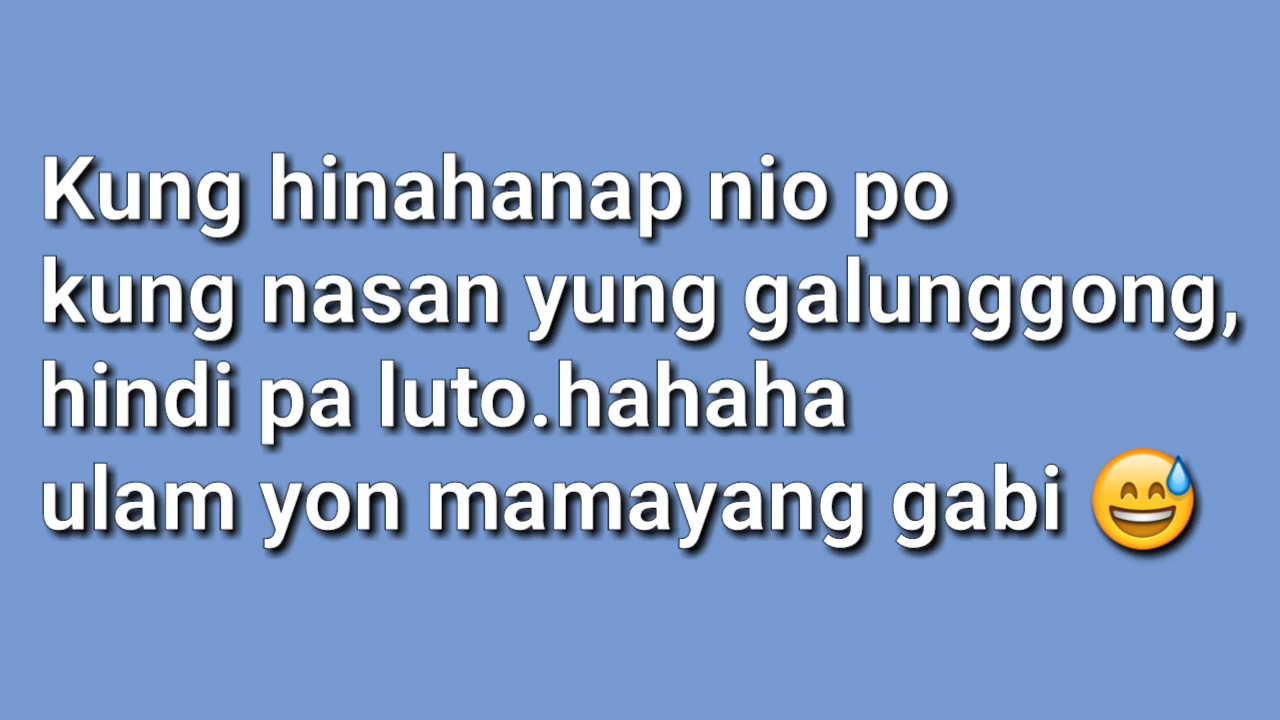 Kung hinahanap nio po
kung nasan yung galunggong,
hindi pa luto.hahaha
ulam yon mamayang gabi 😅